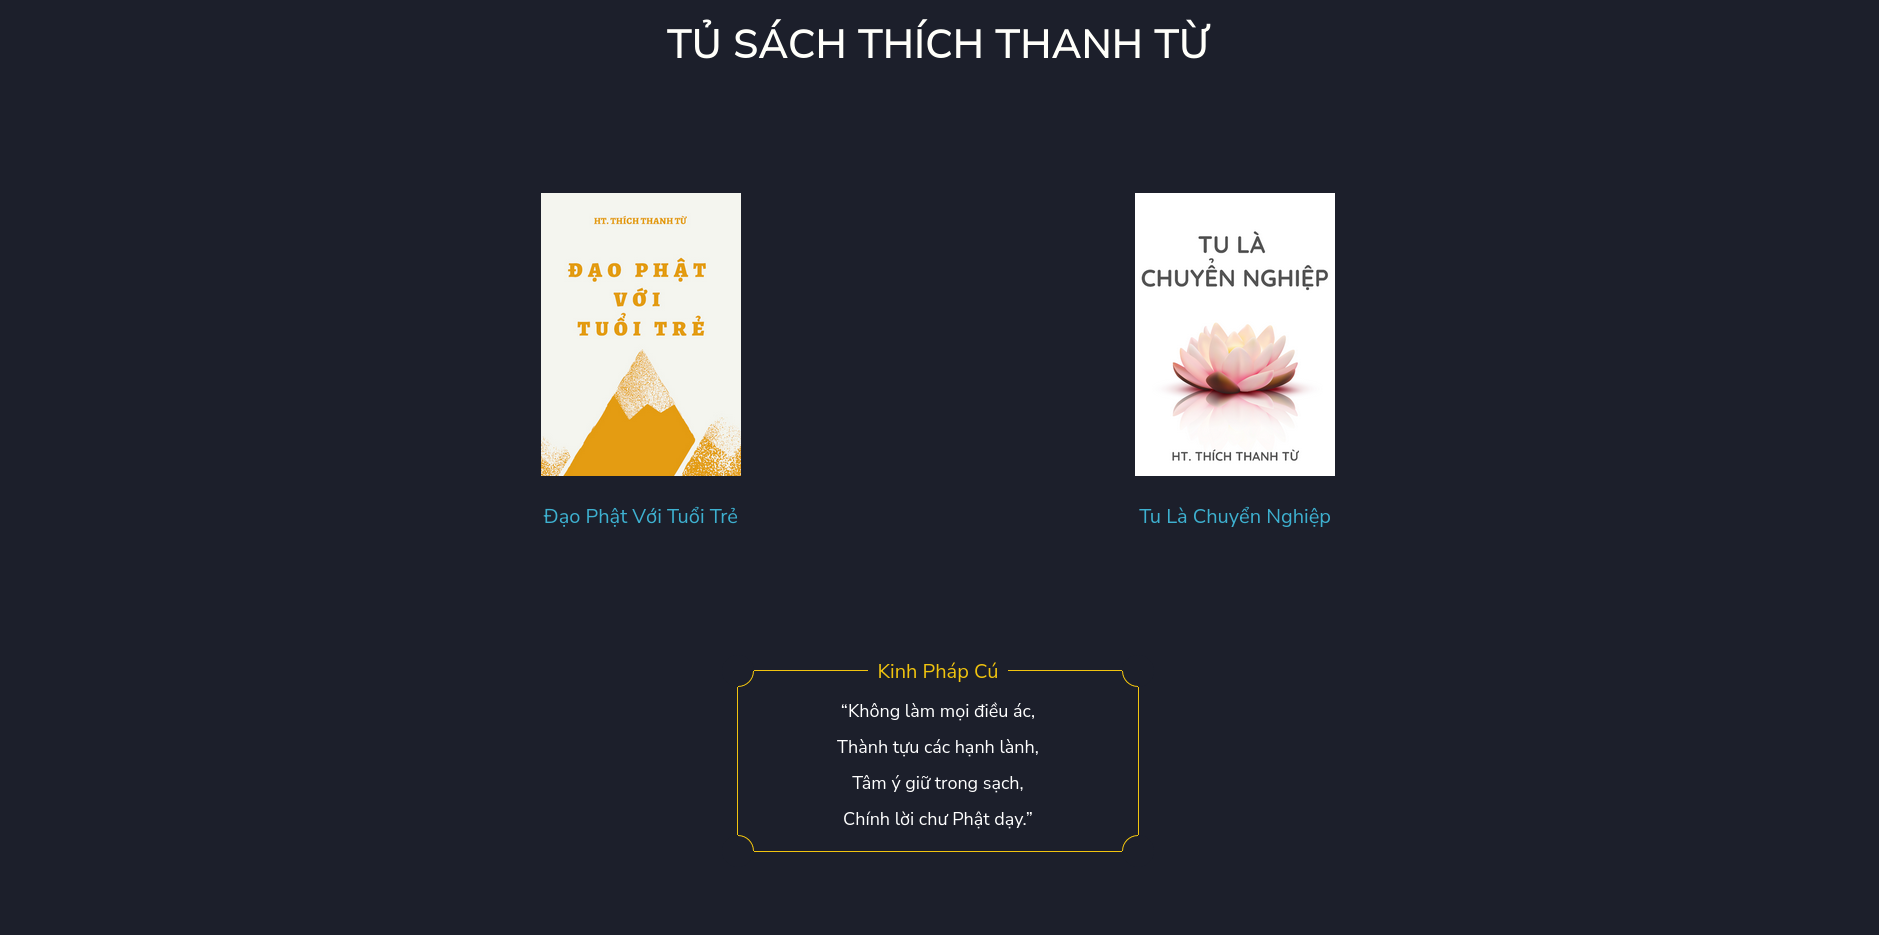 TỦ SÁCH THÍCH THANH TỪ
HT. THÍCH THANH TỪ
ĐẠO PHẬT
VỚI
TUỔI TRẺ
Đạo Phật Với Tuổi Trẻ
TU LÀ
CHUYỂN NGHIỆP
HT. THÍCH THANH TỪ
Tu Là Chuyển Nghiệp
Kinh Pháp Cú
“Không làm mọi điều ác,
Thành tựu các hạnh lành,
Tâm ý giữ trong sạch,
Chính lời chư Phật dạy.”